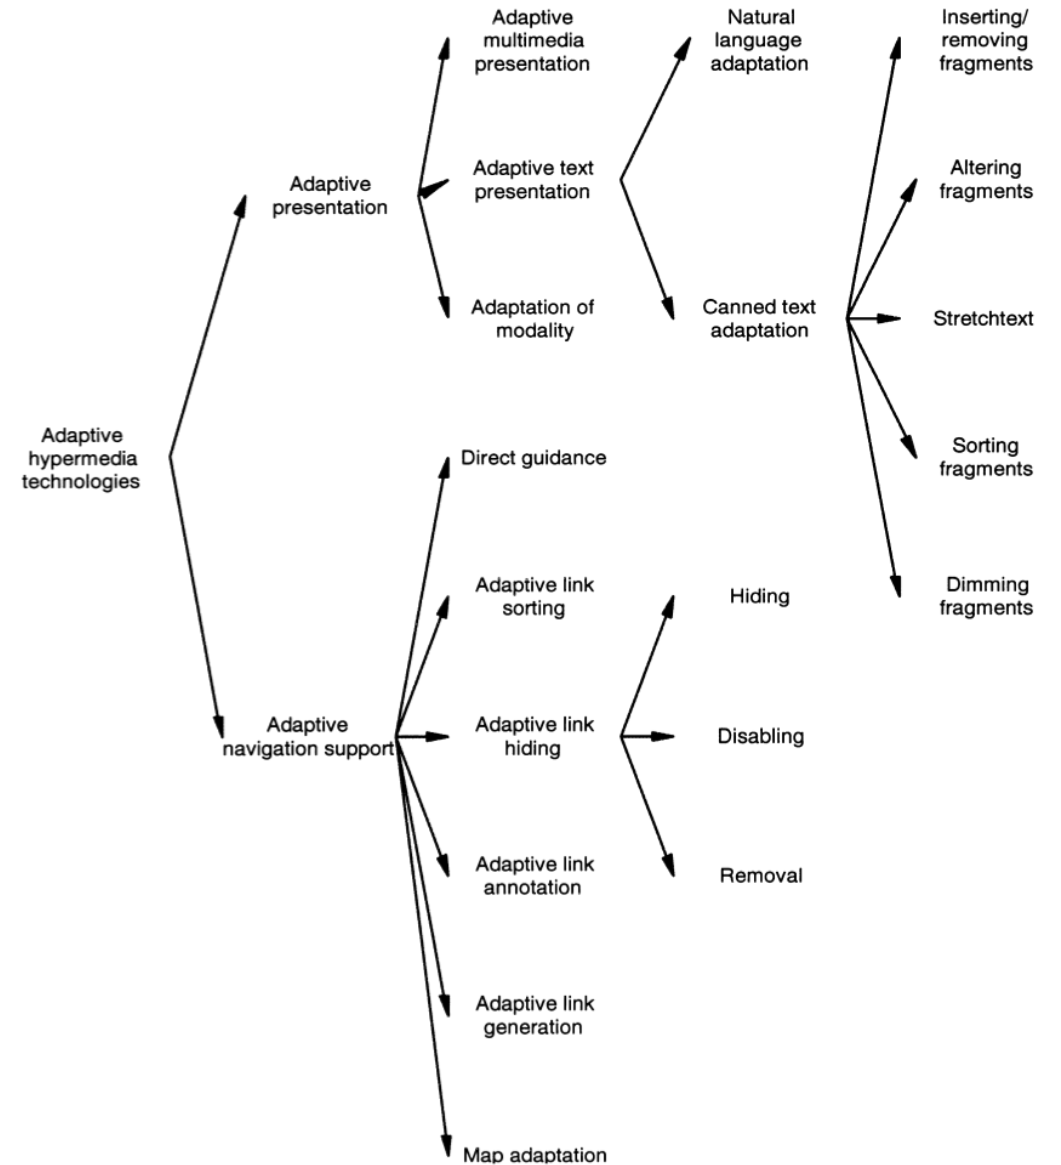 Adaptive
multimedia
presentation
Natural
language
adaptation
Inserting/
removing
fragments
Adaptive
presentation
Adaptive text
presentation
Altering
fragments
Adaptation of
modality
Canned text
adaptation
Stretchtext
Adaptive
hypermedia
technologies
Direct guidance
Sorting
fragments
Adaptive link
sorting
Hiding
Dimming
fragments
Adaptive
navigation support
Adaptive link
hiding
Disabling
Adaptive link
annotation
Removal
Adaptive link
generation
Map adaptation